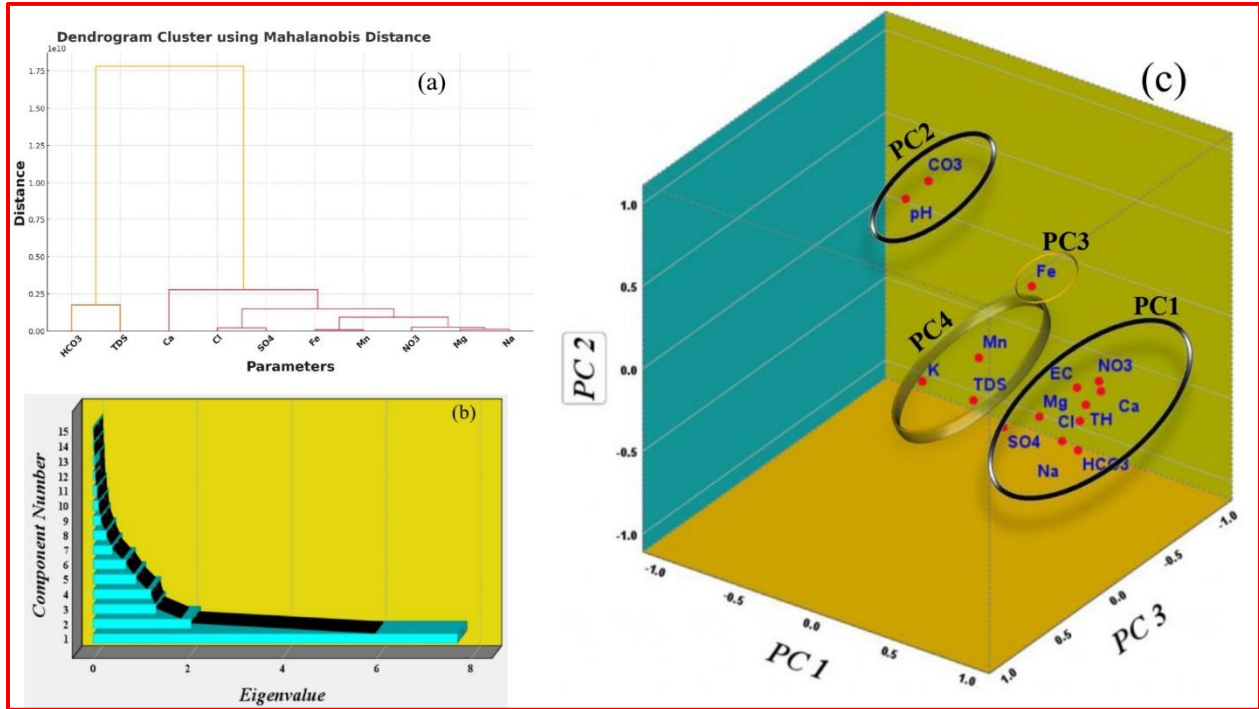 Dendrogram Cluster using Mahalanobis Distance
1e10
(a)
1.75
1.50
1.25
1.00
0.75
0.50
0.25
0.00
Distance
HCO3
TDS
Ca
Cl
SO4
Fe
Mn
NO3
Mg
Na
Parameters
(b)
15
14
13
12
11
10
9
8
7
6
5
4
3
2
1
Component Number
0 2 4 6 8
Eigenvalue
(c)
PC2
CO3
pH
PC3
Fe
PC1
PC4
Mn
K
TDS
EC
NO3
Mg
Ca
Cl
TH
SO4
HCO3
Na
1.0
0.5
0.0
-0.5
-1.0
PC 2
-1.0
-0.5
0.0
0.5
1.0
PC 1
1.0
0.5
0.0
-0.5
-1.0
PC 3